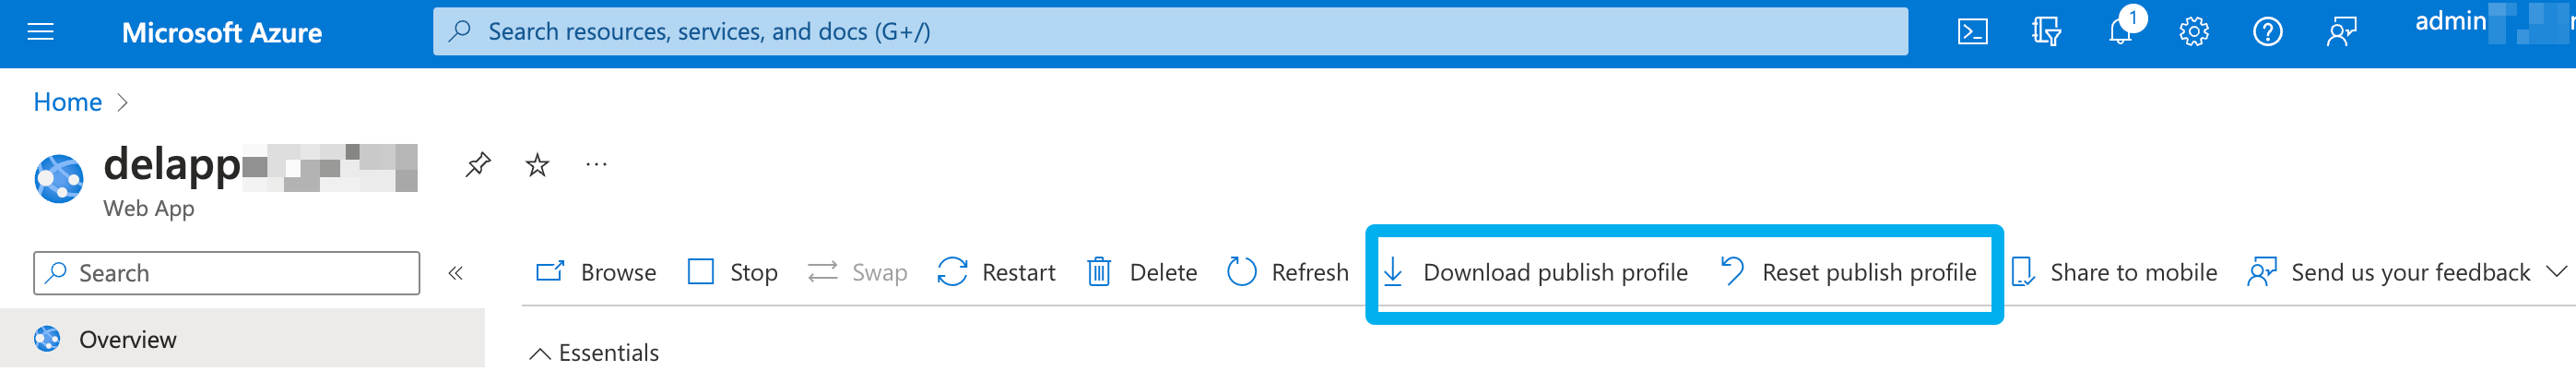 Microsoft Azure
Search resources, services, and docs (G+/)
1
admin
Home
delapp
Web App
Search
Browse Stop Swap Restart Delete Refresh Download publish profile Reset publish profile Share to mobile Send us your feedback
Overview
Essentials